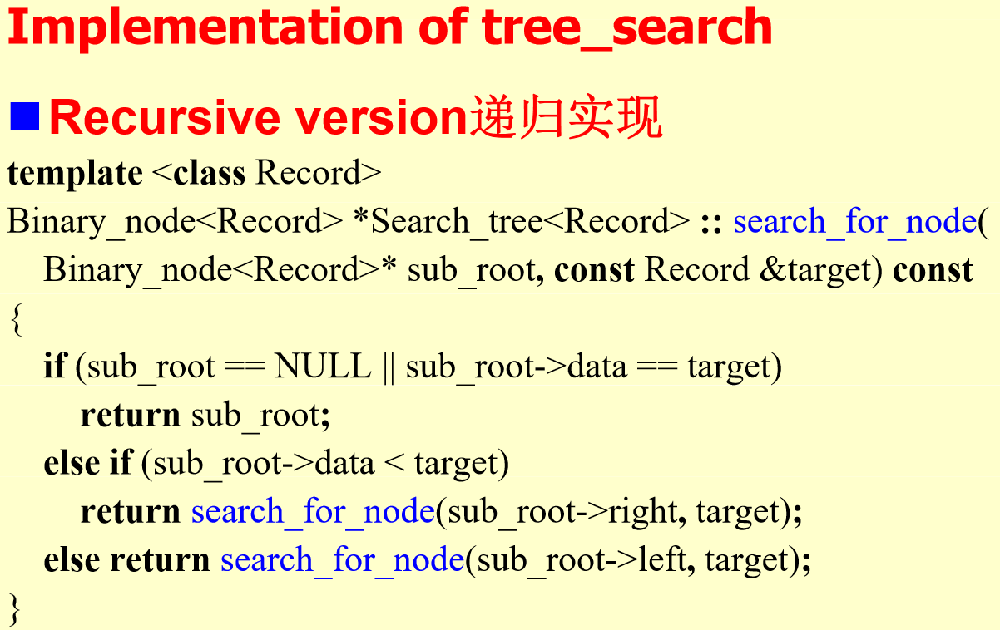 Implementation of tree_search
Recursive version递归实现
template <class Record>
Binary_node<Record> *Search_tree<Record> :: search_for_node(
Binary_node<Record>* sub_root, const Record &target) const
{
if (sub_root == NULL || sub_root->data == target)
return sub_root;
else if (sub_root->data < target)
return search_for_node(sub_root->right, target);
else return search_for_node(sub_root->left, target);
}